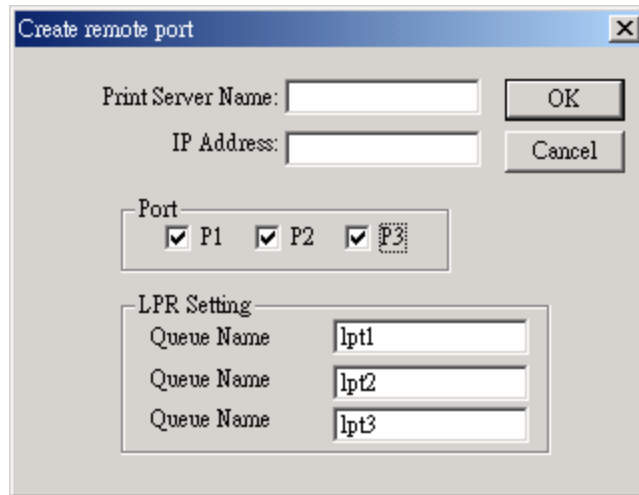 Create remote port
Print Server Name:
OK
IP Address:
Cancel
Port
P1 P2 P3
LPR Setting
Queue Name lpt1
Queue Name lpt2
Queue Name lpt3